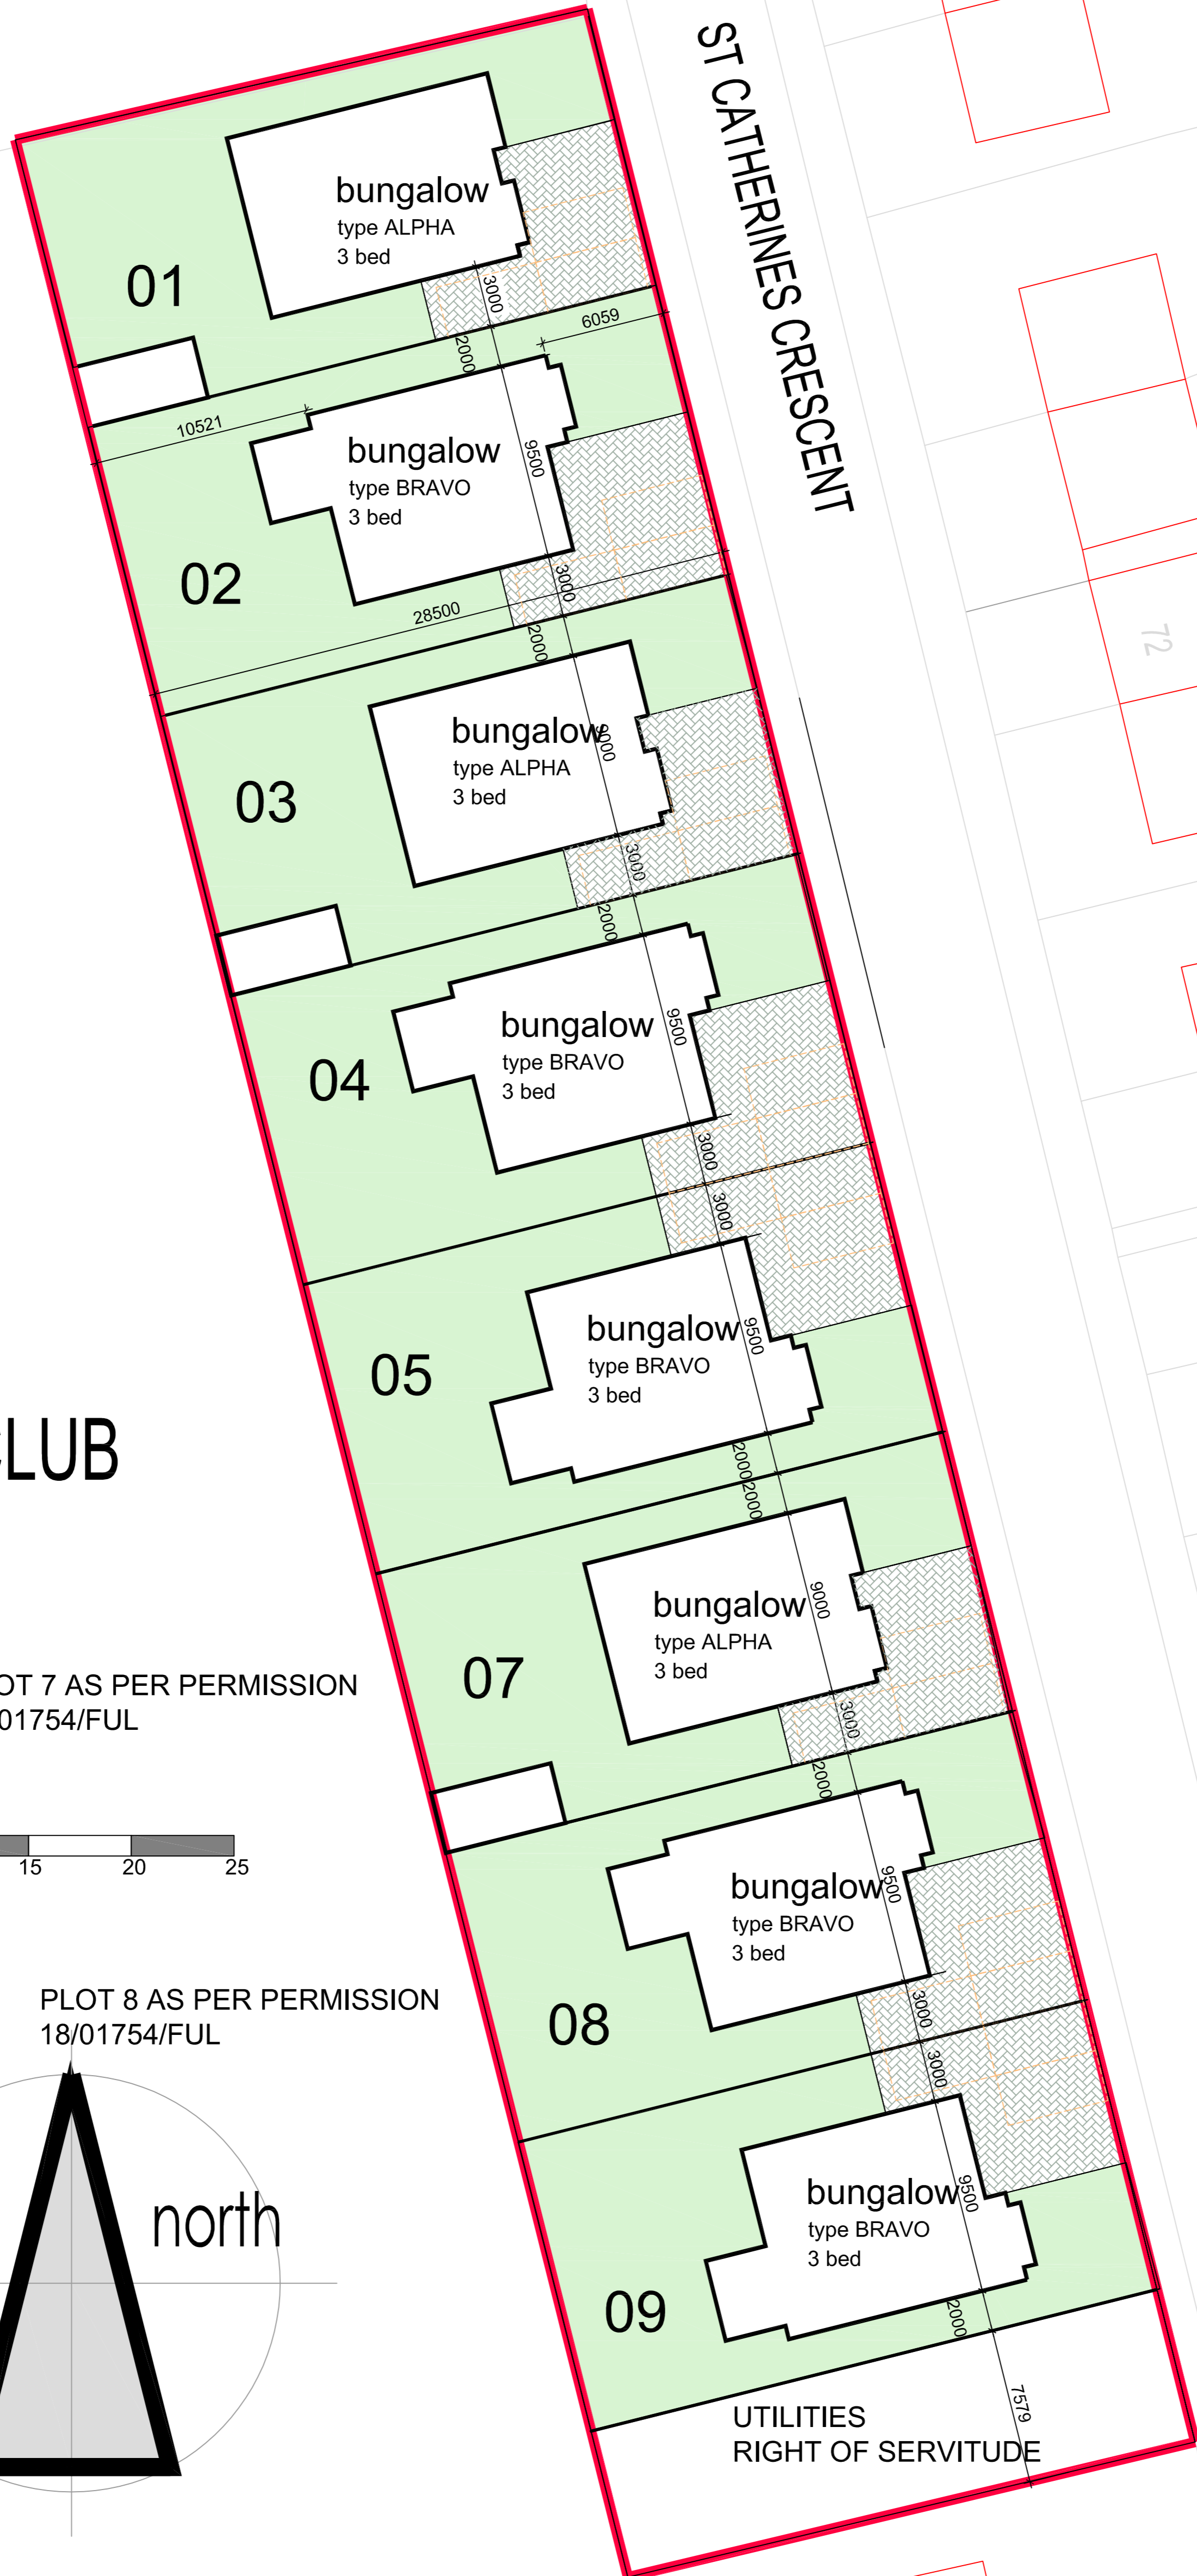 ST CATHERINES CRESCENT
bungalow
type ALPHA
3 bed
01
3000
6059
2000
10521
bungalow
type BRAVO
3 bed
9500
02
3000
28500
2000
bungalow
type ALPHA
3 bed
9000
72
03
3000
2000
bungalow
type BRAVO
3 bed
9500
04
3000
3000
bungalow
type BRAVO
3 bed
9500
05
LUB
2000
2000
bungalow
type ALPHA
3 bed
9000
07
OT 7 AS PER PERMISSION
01754/FUL
3000
2000
15 20 25
bungalow
type BRAVO
3 bed
9500
PLOT 8 AS PER PERMISSION
18/01754/FUL
08
3000
3000
north
bungalow
type BRAVO
3 bed
9500
09
2000
7579
UTILITIES
RIGHT OF SERVITUDE